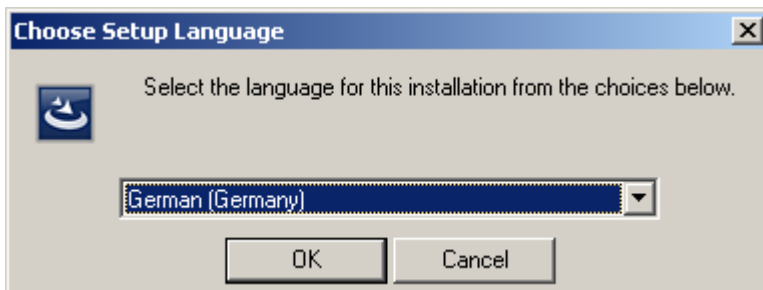 Choose Setup Language
Select the language for this installation from the choices below.
German (Germany)
OK
Cancel